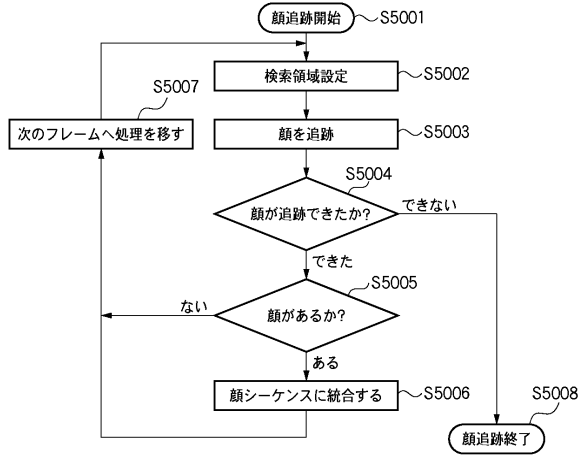 顔追跡開始 S5001
検索領域設定 S5002
S5007
次のフレームへ処理を移す
顔を追跡 S5003
S5004
顔が追跡できたか?
できない
できた
S5005
顔があるか?
ない
ある
顔シーケンスに統合する S5006
S5008
顔追跡終了